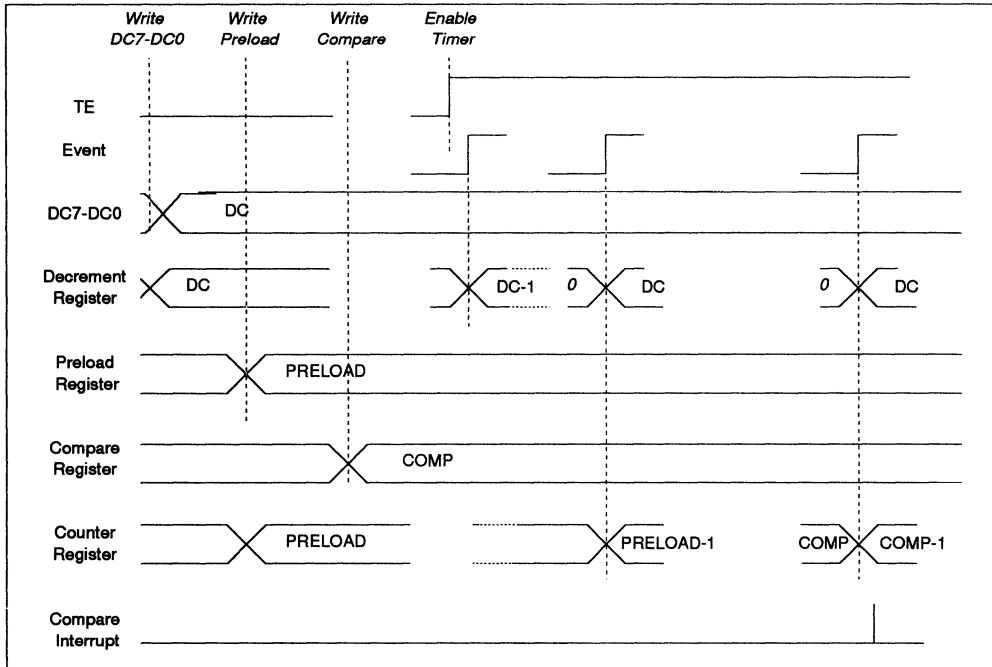 Write Write Write Enable
DC7-DC0 Preload Compare Timer
TE
Event
DC7-DC0 DC
Decrement
Register DC DC-1 0 DC 0 DC
Preload
Register PRELOAD
Compare
Register COMP
Counter
Register PRELOAD PRELOAD-1 COMP COMP-1
Compare
Interrupt